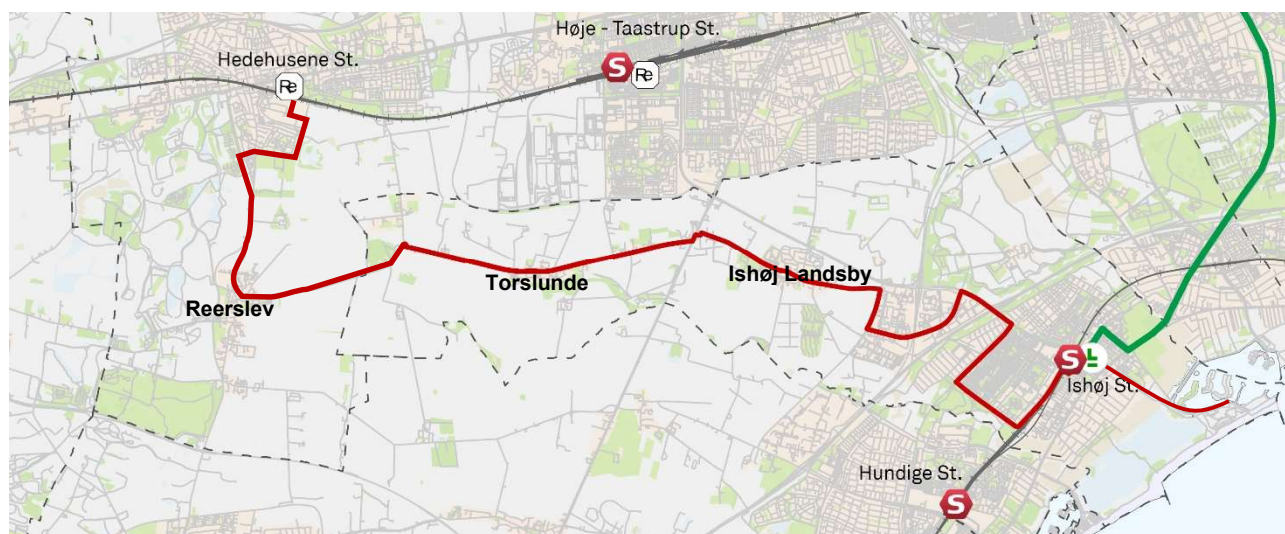 Høje - Taastrup St.
Hedehusene St.
S
Re
Re
Ishøj Landsby
Torslunde
Reerslev
S
L
Ishøj St.
Hundige St.
S